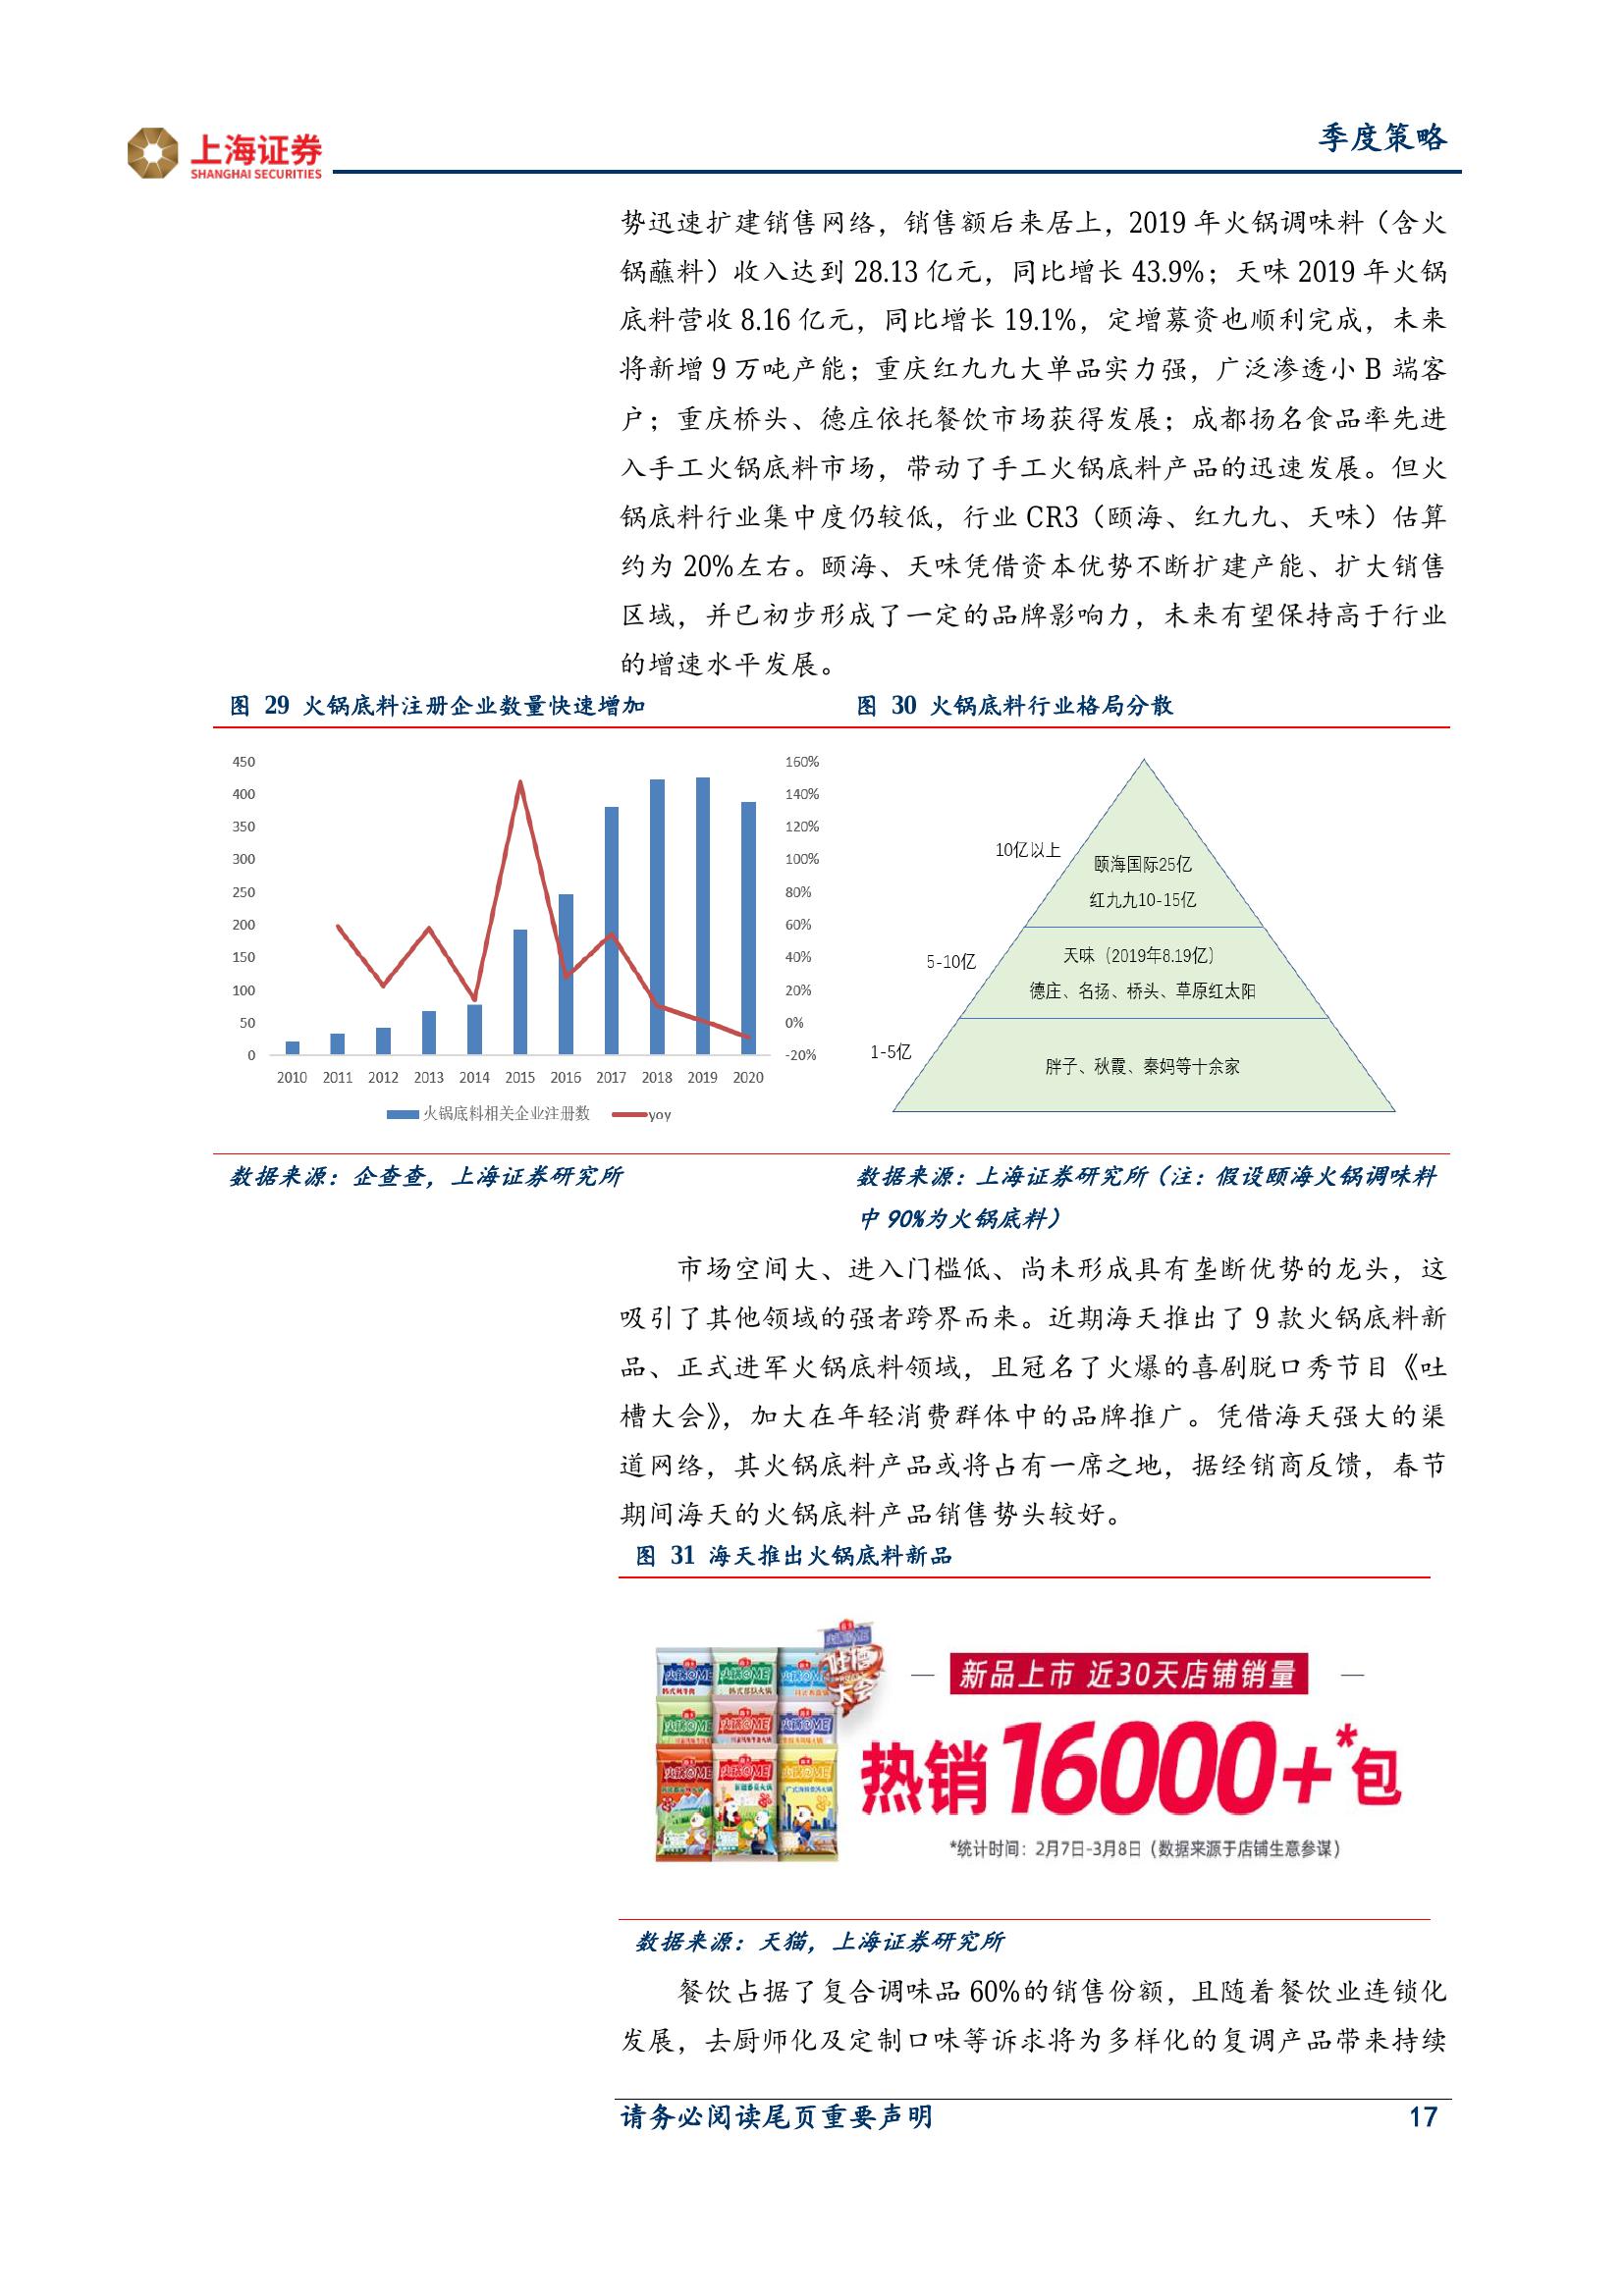 上海证券
SHANGHAI SECURITIES
季度策略
势迅速扩建销售网络，销售额后来居上，2019 年火锅调味料（含火
锅蘸料）收入达到 28.13 亿元，同比增长 43.9%；天味 2019 年火锅
底料营收 8.16 亿元，同比增长 19.1%，定增募资也顺利完成，未来
将新增 9 万吨产能；重庆红九九大单品实力强，广泛渗透小 B 端客
户；重庆桥头、德庄依托餐饮市场获得发展；成都扬名食品率先进
入手工火锅底料市场，带动了手工火锅底料产品的迅速发展。但火
锅底料行业集中度仍较低，行业 CR3（颐海、红九九、天味）估算
约为 20%左右。颐海、天味凭借资本优势不断扩建产能、扩大销售
区域，并已初步形成了一定的品牌影响力，未来有望保持高于行业
的增速水平发展。
图 29 火锅底料注册企业数量快速增加
450
400
350
300
250
200
150
100
50
0
160%
140%
120%
100%
80%
60%
40%
20%
0%
-20%
2010 2011 2012 2013 2014 2015 2016 2017 2018 2019 2020
火锅底料相关企业注册数 yoy
数据来源：企查查，上海证券研究所
图 30 火锅底料行业格局分散
10亿以上
颐海国际25亿
红九九10-15亿
5-10亿
天味（2019年8.19亿）
德庄、名扬、桥头、草原红太阳
1-5亿
胖子、秋霞、秦妈等十余家
数据来源：上海证券研究所（注：假设颐海火锅调味料
中 90%为火锅底料）
市场空间大、进入门槛低、尚未形成具有垄断优势的龙头，这
吸引了其他领域的强者跨界而来。近期海天推出了 9 款火锅底料新
品、正式进军火锅底料领域，且冠名了火爆的喜剧脱口秀节目《吐
槽大会》，加大在年轻消费群体中的品牌推广。凭借海天强大的渠
道网络，其火锅底料产品或将占有一席之地，据经销商反馈，春节
期间海天的火锅底料产品销售势头较好。
图 31 海天推出火锅底料新品
吐槽
大会
火锅@ME
新品上市 近30天店铺销量
热销16000+*包
*统计时间：2月7日-3月8日（数据来源于店铺生意参谋）
数据来源：天猫，上海证券研究所
餐饮占据了复合调味品 60%的销售份额，且随着餐饮业连锁化
发展，去厨师化及定制口味等诉求将为多样化的复调产品带来持续
请务必阅读尾页重要声明
17